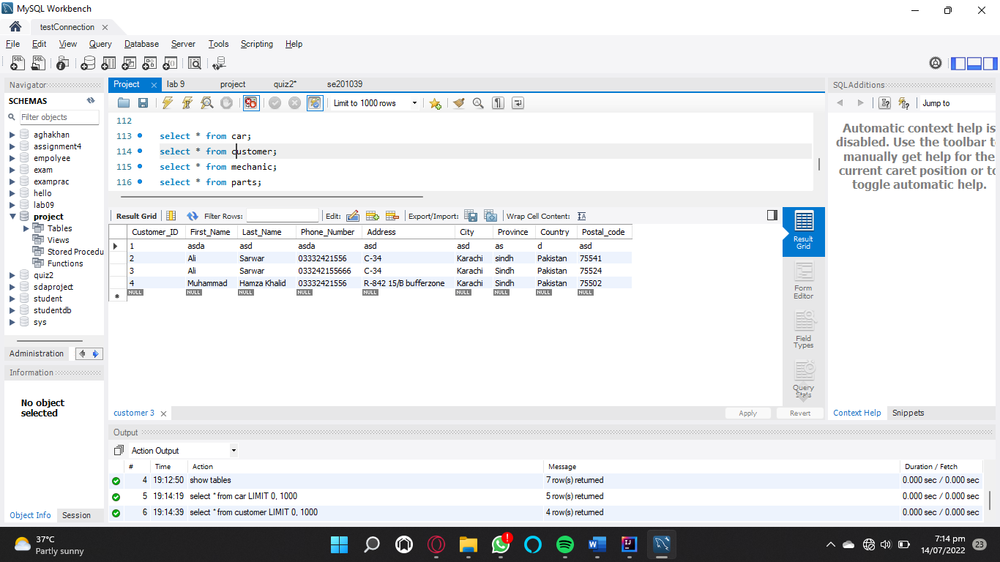 MySQL Workbench
testConnection
File Edit View Query Database Server Tools Scripting Help
Navigator
SCHEMAS
Filter objects
aghakhan
assignment4
empolyee
exam
examprac
hello
lab09
project
Tables
Views
Stored Procedu
Functions
quiz2
sdaproject
student
studentdb
sys
Administration
Information
No object
selected
Object Info Session
Project lab 9 project quiz2* se201039
Limit to 1000 rows
112
113 select * from car;
114 select * from customer;
115 select * from mechanic;
116 select * from parts;
Result Grid Filter Rows: Edit: Export/Import: Wrap Cell Content:
Customer_ID First_Name Last_Name Phone_Number Address City Province Country Postal_code
1 asda asd asda asd asd as d asd
2 Ali Sarwar 03332421556 C-34 Karachi sindh Pakistan 75541
3 Ali Sarwar 033242155666 C-34 Karachi Sindh Pakistan 75524
4 Muhammad Hamza Khalid 03332421556 R-842 15/B bufferzone Karachi Sindh Pakistan 75502
NULL NULL NULL NULL NULL NULL NULL NULL NULL
Result
Grid
Form
Editor
Field
Types
Query
Stats
customer 3 Apply Revert
SQLAdditions
Jump to
Automatic context help is
disabled. Use the toolbar t
manually get help for the
current caret position or to
toggle automatic help.
Context Help Snippets
Output
Action Output
# Time Action Message Duration / Fetch
4 19:12:50 show tables 7 row(s) returned 0.000 sec / 0.000 sec
5 19:14:19 select * from car LIMIT 0, 1000 5 row(s) returned 0.000 sec / 0.000 sec
6 19:14:39 select * from customer LIMIT 0, 1000 4 row(s) returned 0.000 sec / 0.000 sec
37°C
Partly sunny
7:14 pm
14/07/2022
23